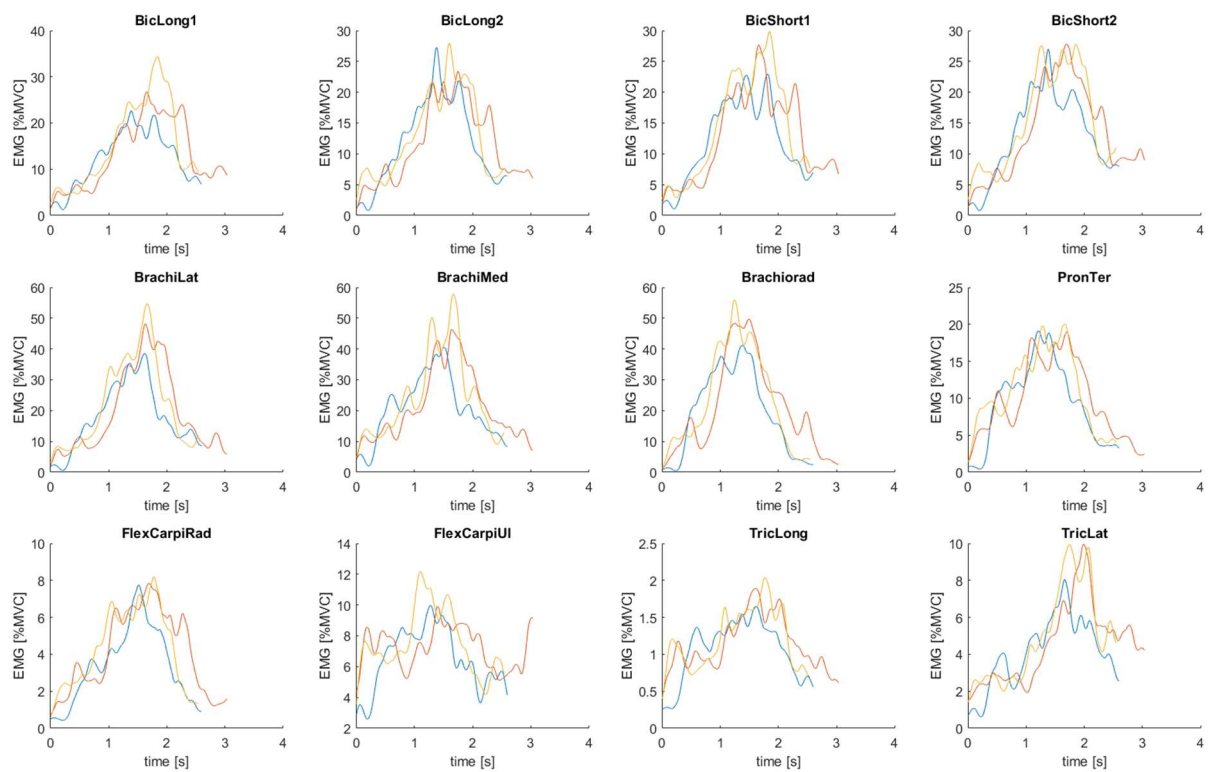 BicLong1 BicLong2 BicShort1 BicShort2
EMG [%MVC] EMG [%MVC] EMG [%MVC] EMG [%MVC]
40 30 30 30
30 25 25 25
20 20 20 20
10 15 15 15
0 10 10 10
5 5 5
0 0 0
0 1 2 3 4 0 1 2 3 4 0 1 2 3 4 0 1 2 3 4
time [s] time [s] time [s] time [s]
BrachiLat BrachiMed Brachiorad PronTer
EMG [%MVC] EMG [%MVC] EMG [%MVC] EMG [%MVC]
60 60 60 25
50 50 50 20
40 40 40 15
30 30 30 10
20 20 20 5
10 10 10 0
0 0 0
0 1 2 3 4 0 1 2 3 4 0 1 2 3 4 0 1 2 3 4
time [s] time [s] time [s] time [s]
FlexCarpiRad FlexCarpiUl TricLong TricLat
EMG [%MVC] EMG [%MVC] EMG [%MVC] EMG [%MVC]
10 14 2.5 10
8 12 2 8
6 10 1.5 6
4 8 1 4
2 6 0.5 2
0 4 0 0
2
0 1 2 3 4 0 1 2 3 4 0 1 2 3 4 0 1 2 3 4
time [s] time [s] time [s] time [s]